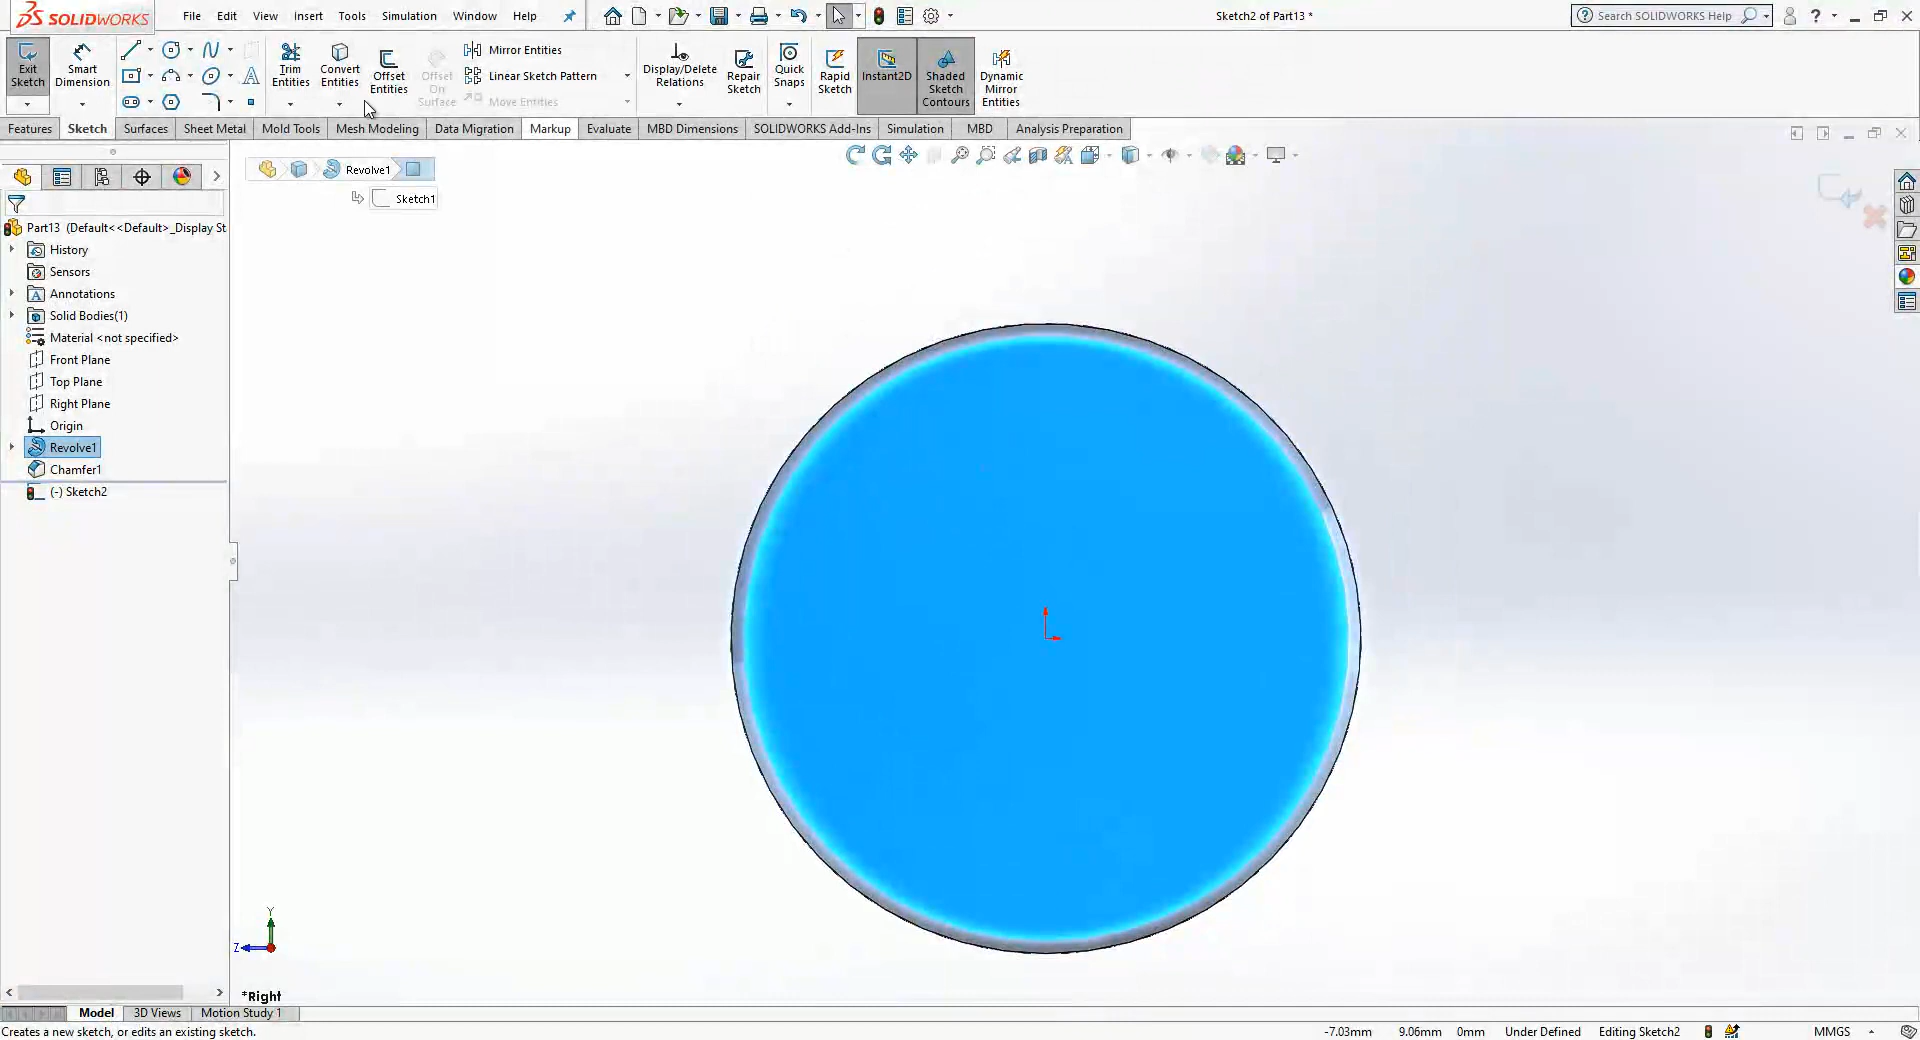 SOLIDWORKS
File Edit View Insert Tools Simulation Window Help
Sketch2 of Part13 *
Search SOLIDWORKS Help
Exit Sketch
Smart Dimension
Trim Entities
Convert Entities
Offset Entities
Offset On Surface
Mirror Entities
Linear Sketch Pattern
Move Entities
Display/Delete Relations
Repair Sketch
Quick Snaps
Rapid Sketch
Instant2D
Shaded Sketch Contours
Dynamic Mirror Entities
Features Sketch Surfaces Sheet Metal Mold Tools Mesh Modeling Data Migration Markup Evaluate MBD Dimensions SOLIDWORKS Add-Ins Simulation MBD Analysis Preparation
Revolve1
Sketch1
Part13 (Default<<Default>_Display St
History
Sensors
Annotations
Solid Bodies(1)
Material <not specified>
Front Plane
Top Plane
Right Plane
Origin
Revolve1
Chamfer1
(-) Sketch2
Y
Z
*Right
Model 3D Views Motion Study 1
Creates a new sketch, or edits an existing sketch.
-7.03mm 9.06mm 0mm Under Defined Editing Sketch2 MMGS